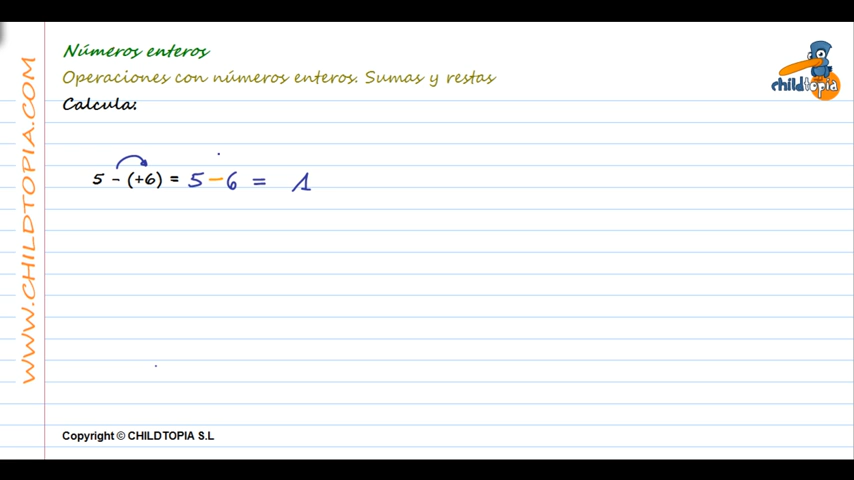 Números enteros
Operaciones con números enteros. Sumas y restas
Calcula:
childtopia
WWW.CHILDTOPIA.COM
5 - (+6) = 5 - 6 = 1
Copyright © CHILDTOPIA S.L